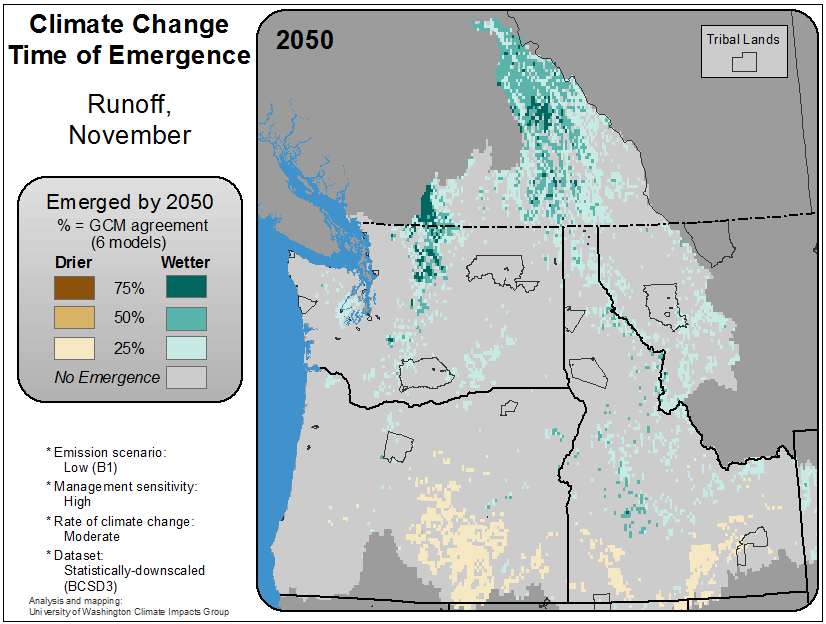 Climate Change
Time of Emergence
Runoff,
November
Emerged by 2050
% = GCM agreement
(6 models)
Drier Wetter
75%
50%
25%
No Emergence
* Emission scenario:
Low (B1)
* Management sensitivity:
High
* Rate of climate change:
Moderate
* Dataset:
Statistically-downscaled
(BCSD3)
Analysis and mapping:
University of Washington Climate Impacts Group
2050
Tribal Lands